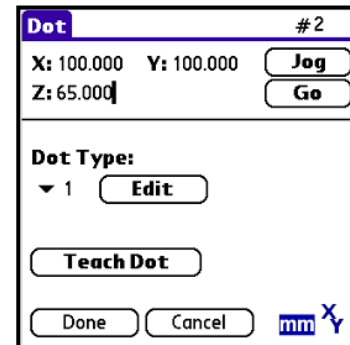 Dot #2
X: 100.000 Y: 100.000 Jog
Z: 65.000 Go
Dot Type:
1 Edit
Teach Dot
Done Cancel mm XY